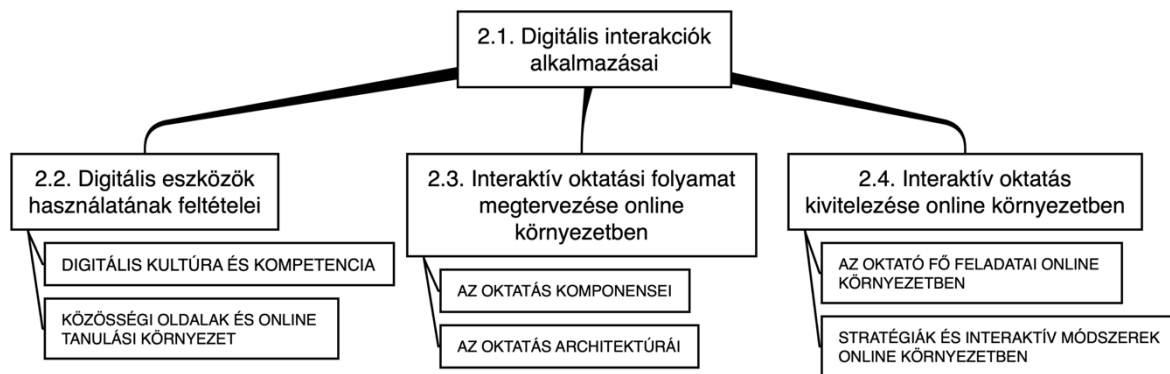 2.1. Digitális interakciók
alkalmazásai
2.2. Digitális eszközök
használatának feltételei
DIGITÁLIS KULTÚRA ÉS KOMPETENCIA
KÖZÖSSÉGI OLDALAK ÉS ONLINE
TANULÁSI KÖRNYEZET
2.3. Interaktív oktatási folyamat
megtervezése online
környezetben
AZ OKTATÁS KOMPONENSEI
AZ OKTATÁS ARCHITEKTÚRÁI
2.4. Interaktív oktatás
kivitelezése online környezetben
AZ OKTATÓ FŐ FELADATAI ONLINE
KÖRNYEZETBEN
STRATÉGIÁK ÉS INTERAKTÍV MÓDSZEREK
ONLINE KÖRNYEZETBEN